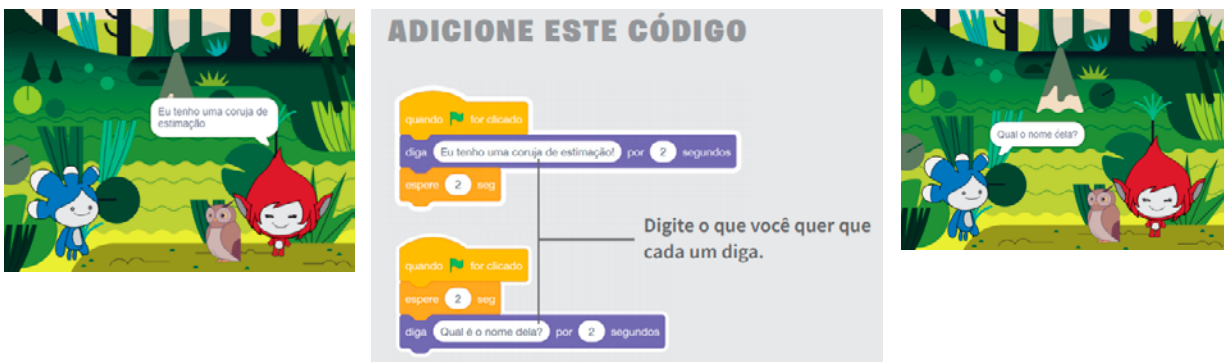 Eu tenho uma coruja de
estimação
ADICIONE ESTE CÓDIGO
quando for clicado
diga Eu tenho uma coruja de estimação! por 2 segundos
espere 2 seg
Digite o que você quer que
cada um diga.
quando for clicado
espere 2 seg
diga Qual é o nome dela? por 2 segundos
Qual o nome dela?